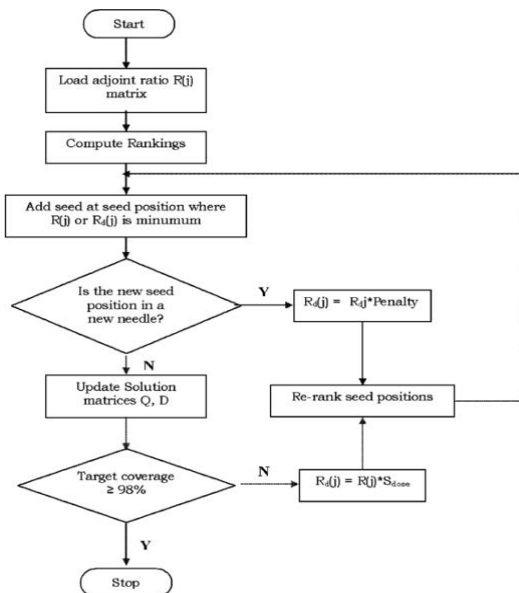 Start
Load adjoint ratio R(j)
matrix
Compute Rankings
Add seed at seed position where
R(j) or Rd(j) is minumum
Is the new seed
position in a
new needle?
Y
Rd(j) = Rdj*Penalty
N
Update Solution
matrices Q, D
Re-rank seed positions
Target coverage
≥ 98%
N
Rd(j) = R(j)*Sdose
Y
Stop